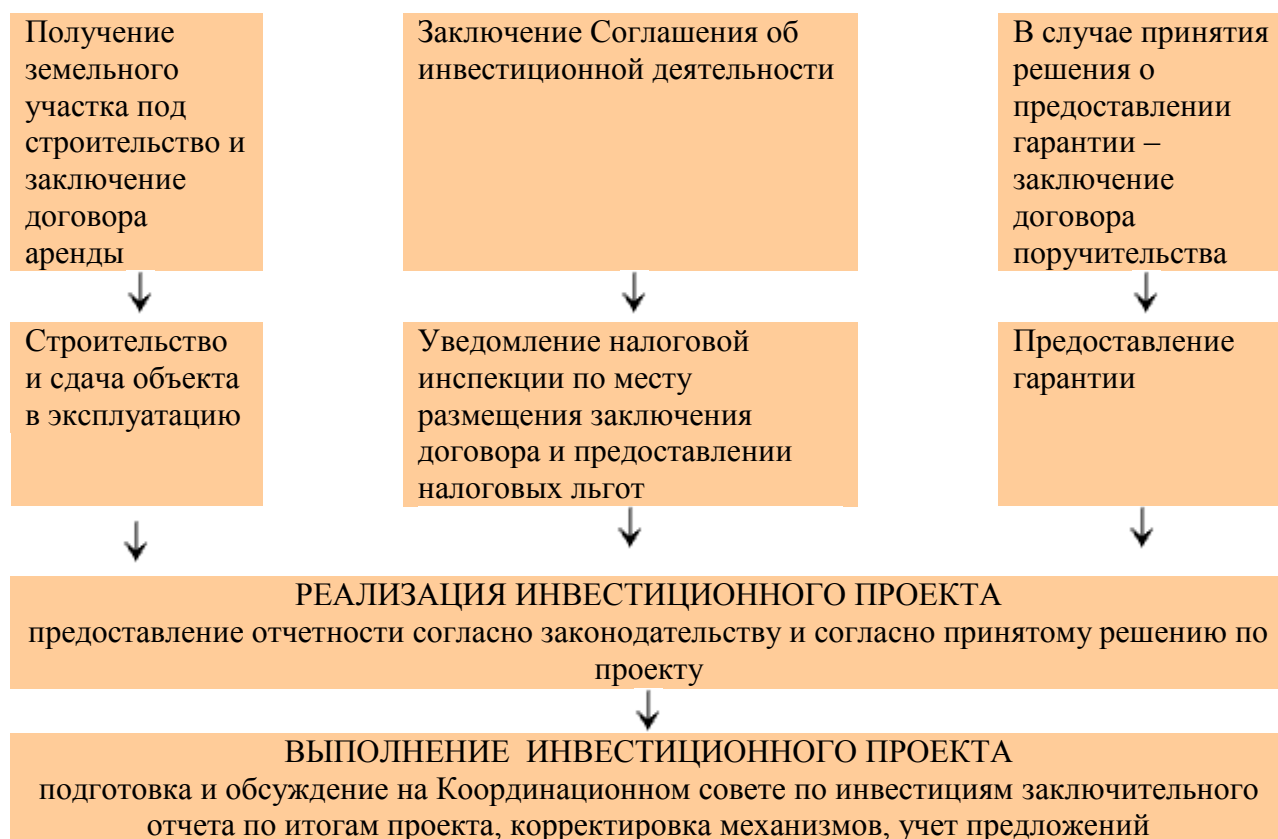 Получение
земельного
участка под
строительство и
заключение
договора
аренды
Заключение Соглашения об
инвестиционной деятельности
В случае принятия
решения о
предоставлении
гарантии –
заключение
договора
поручительства
Строительство
и сдача объекта
в эксплуатацию
Уведомление налоговой
инспекции по месту
размещения заключения
договора и предоставлении
налоговых льгот
Предоставление
гарантии
РЕАЛИЗАЦИЯ ИНВЕСТИЦИОННОГО ПРОЕКТА
предоставление отчетности согласно законодательству и согласно принятому решению по
проекту
ВЫПОЛНЕНИЕ ИНВЕСТИЦИОННОГО ПРОЕКТА
подготовка и обсуждение на Координационном совете по инвестициям заключительного
отчета по итогам проекта, корректировка механизмов, учет предложений